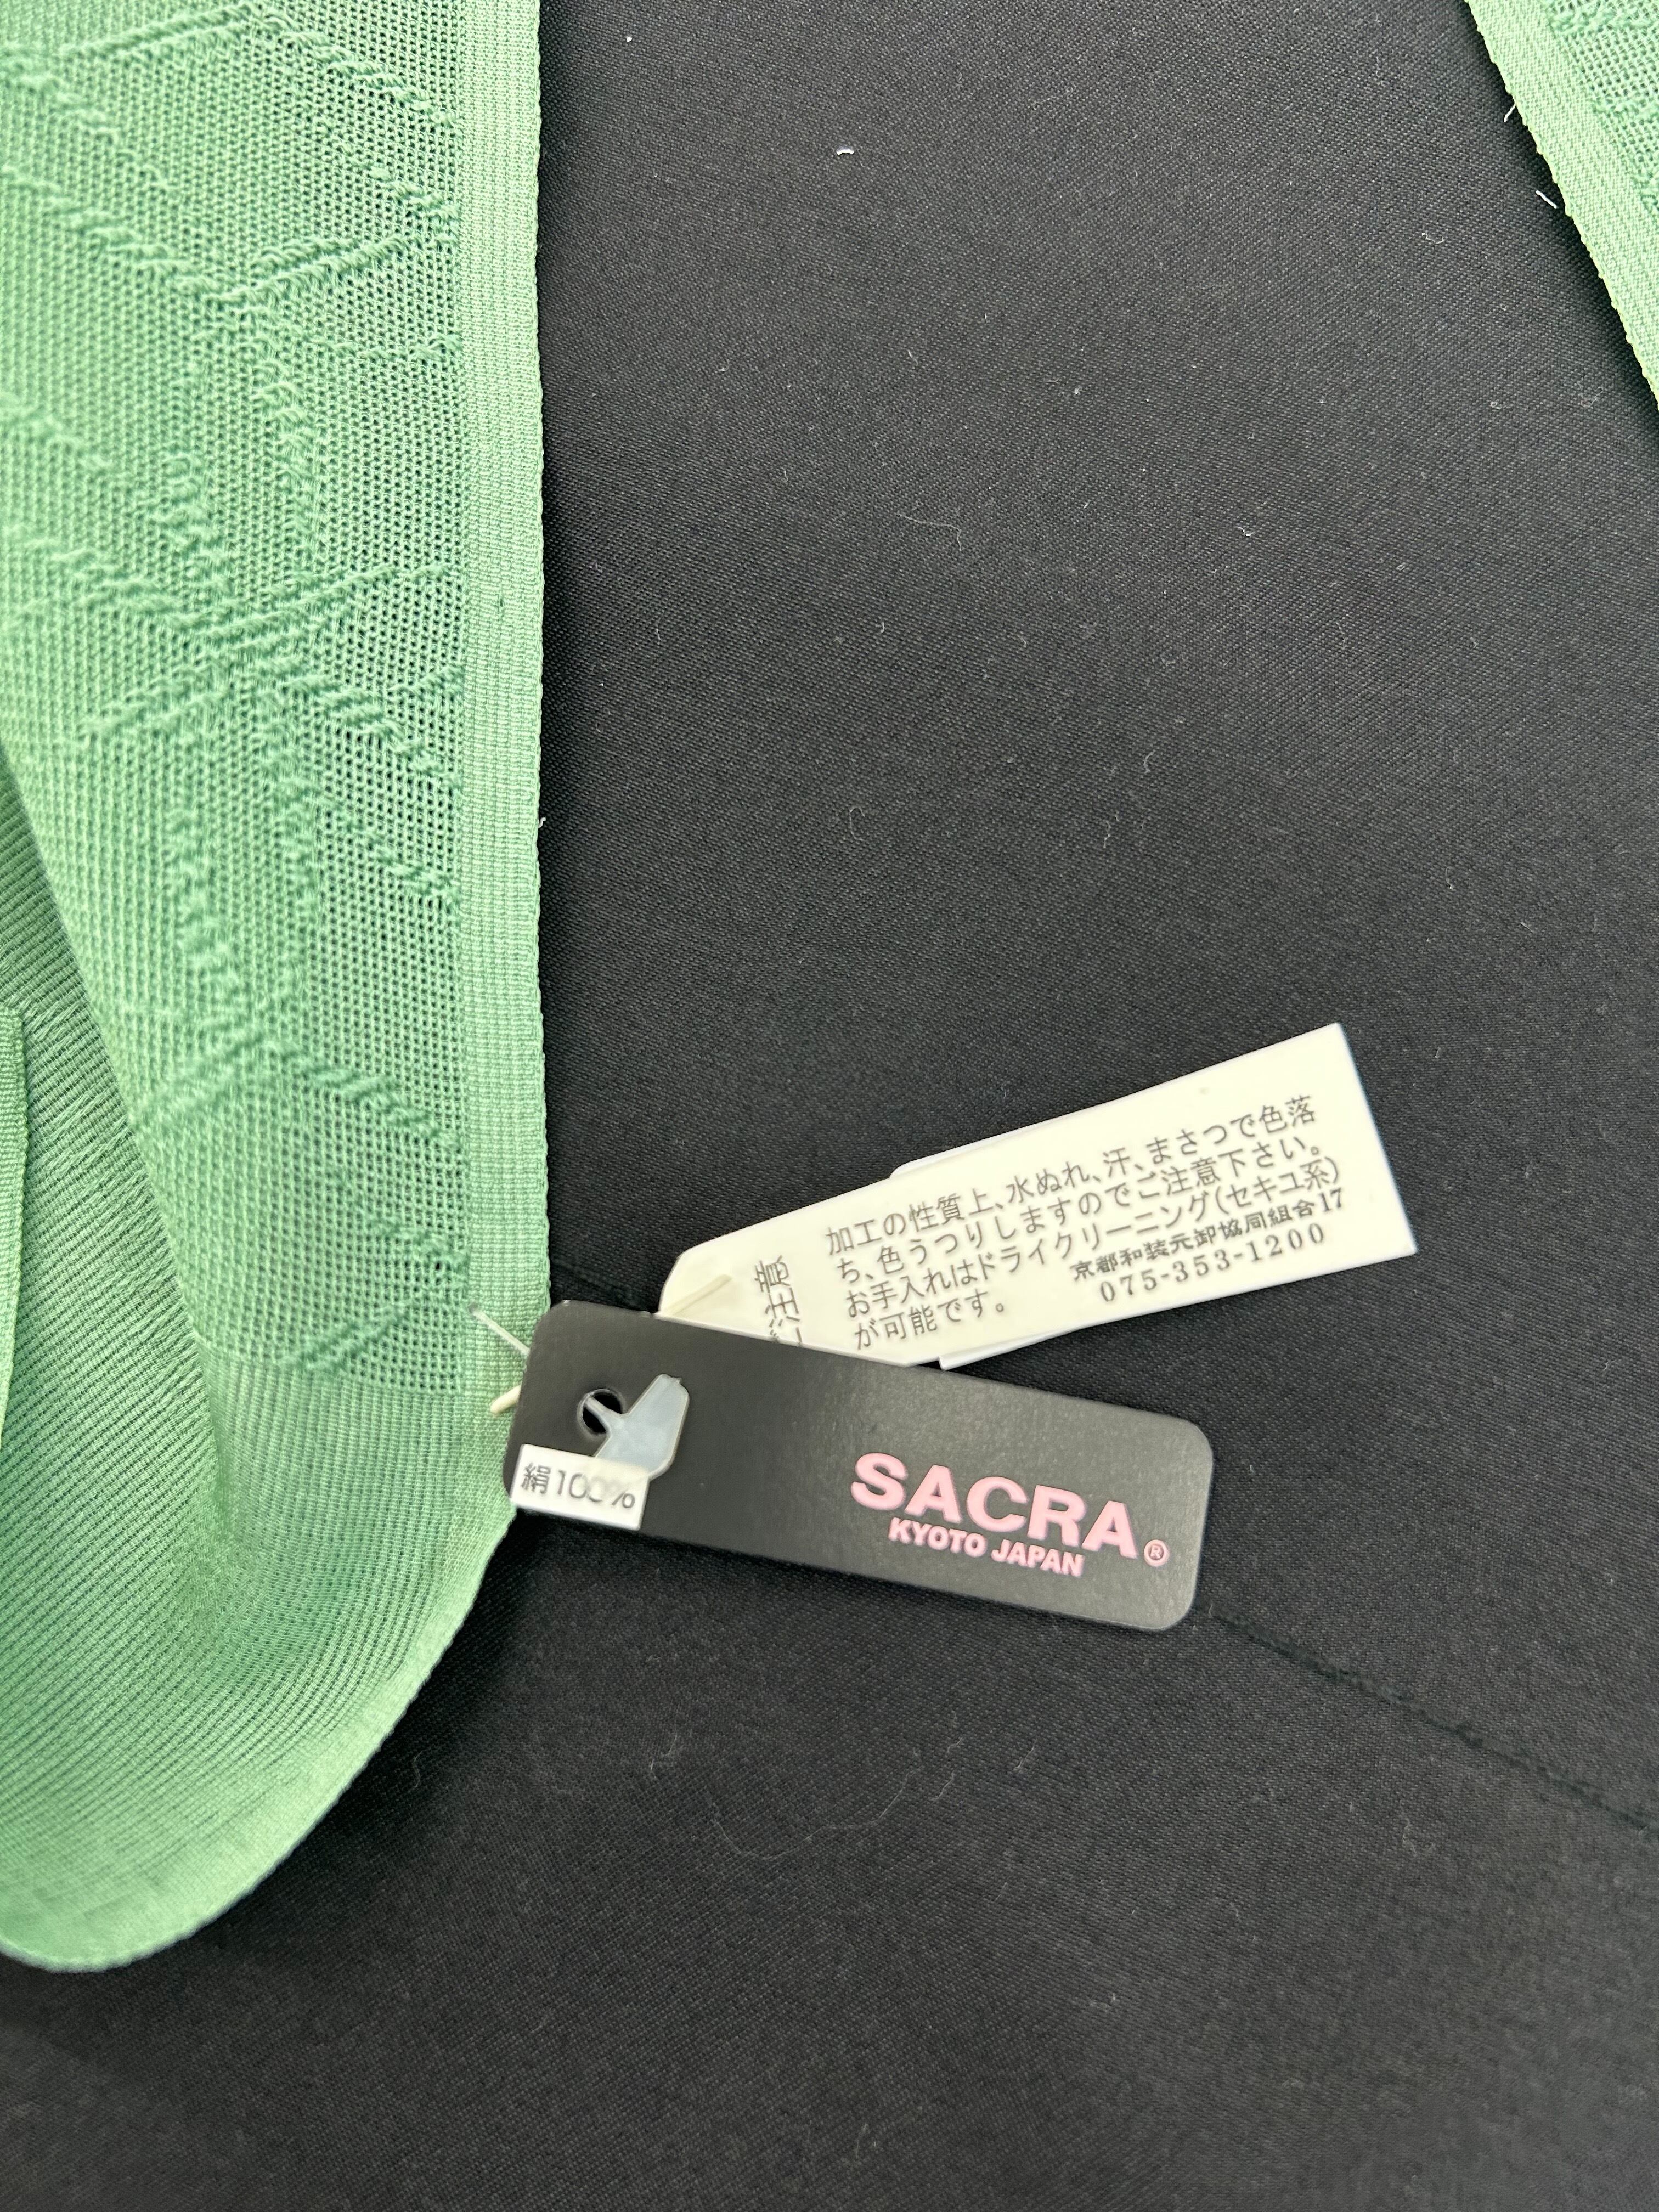 ご注意
加工の性質上、水ぬれ、汗、まさつで色落
ち、色うつりしますのでご注意下さい。
お手入れはドライクリーニング(セキユ系)
が可能です。
京都和装元卸協同組合17
075-353-1200
絹100%
SACRA®
KYOTO JAPAN